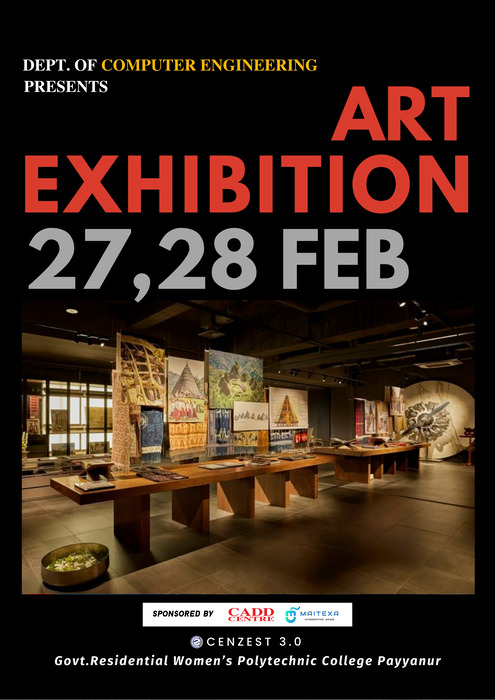 DEPT. OF COMPUTER ENGINEERING
PRESENTS
ART
EXHIBITION
27,28 FEB
SPONSORED BY CADD CENTRE MAITEXA
CENZEST 3.0
Govt.Residential Women's Polytechnic College Payyanur